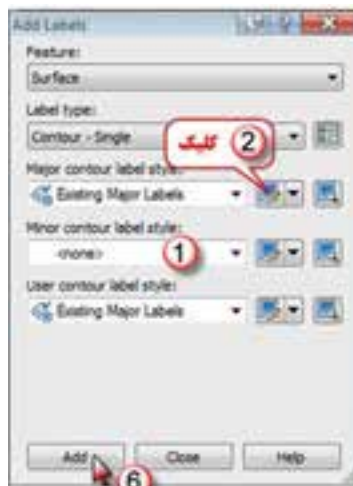 Add Labels
Feature:
Surface
Label type:
Contour - Single
کلیک 2
Major contour label style:
Existing Major Labels
Minor contour label style:
<none> 1
User contour label style:
Existing Major Labels
Add Close Help
6